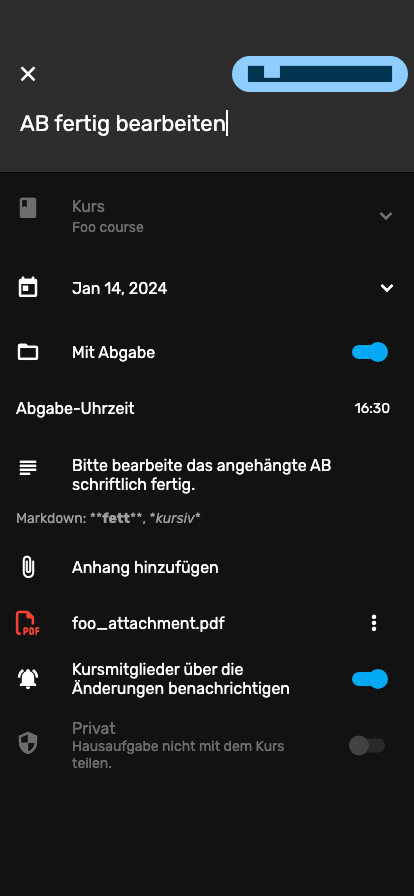 AB fertig bearbeiten
Kurs
Foo course
Jan 14, 2024
Mit Abgabe
Abgabe-Uhrzeit 16:30
Bitte bearbeite das angehängte AB
schriftlich fertig.
Markdown: **fett**, *kursiv*
Anhang hinzufügen
PDF foo_attachment.pdf
Kursmitglieder über die
Änderungen benachrichtigen
Privat
Hausaufgabe nicht mit dem Kurs
teilen.